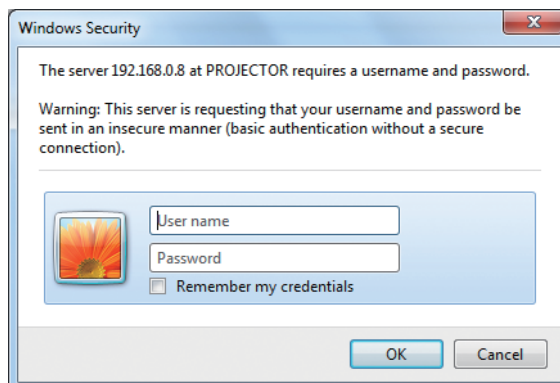 Windows Security
The server 192.168.0.8 at PROJECTOR requires a username and password.
Warning: This server is requesting that your username and password be
sent in an insecure manner (basic authentication without a secure
connection).
User name
Password
Remember my credentials
OK
Cancel